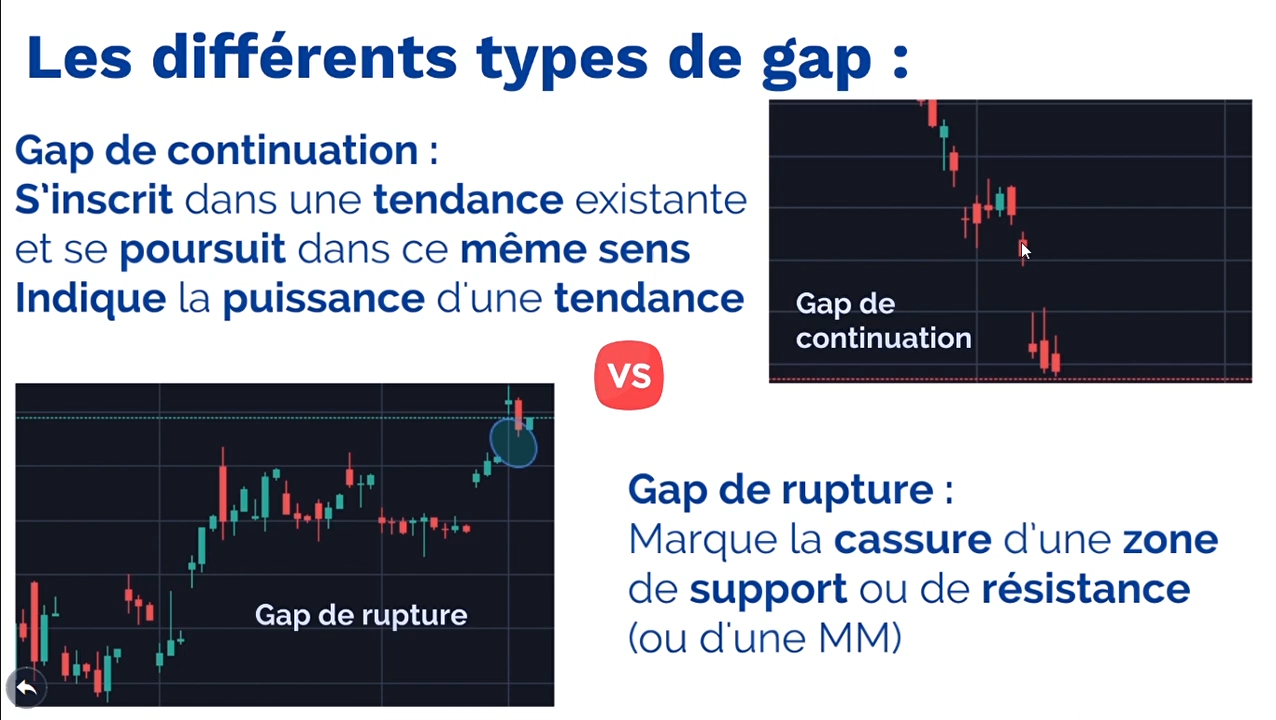 Les différents types de gap :
Gap de continuation :
S'inscrit dans une tendance existante
et se poursuit dans ce même sens
Indique la puissance d'une tendance
Gap de
continuation
VS
Gap de rupture
Gap de rupture :
Marque la cassure d'une zone
de support ou de résistance
(ou d'une MM)